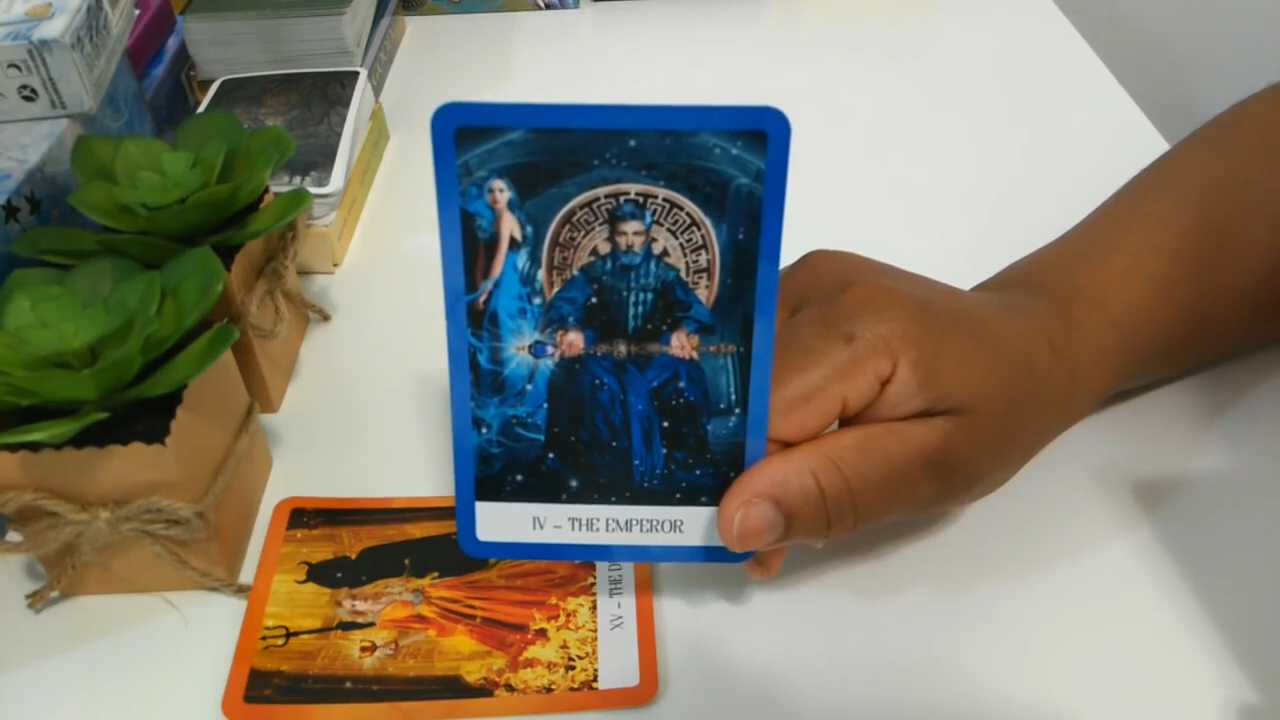 IV – THE EMPEROR
XV – THE D